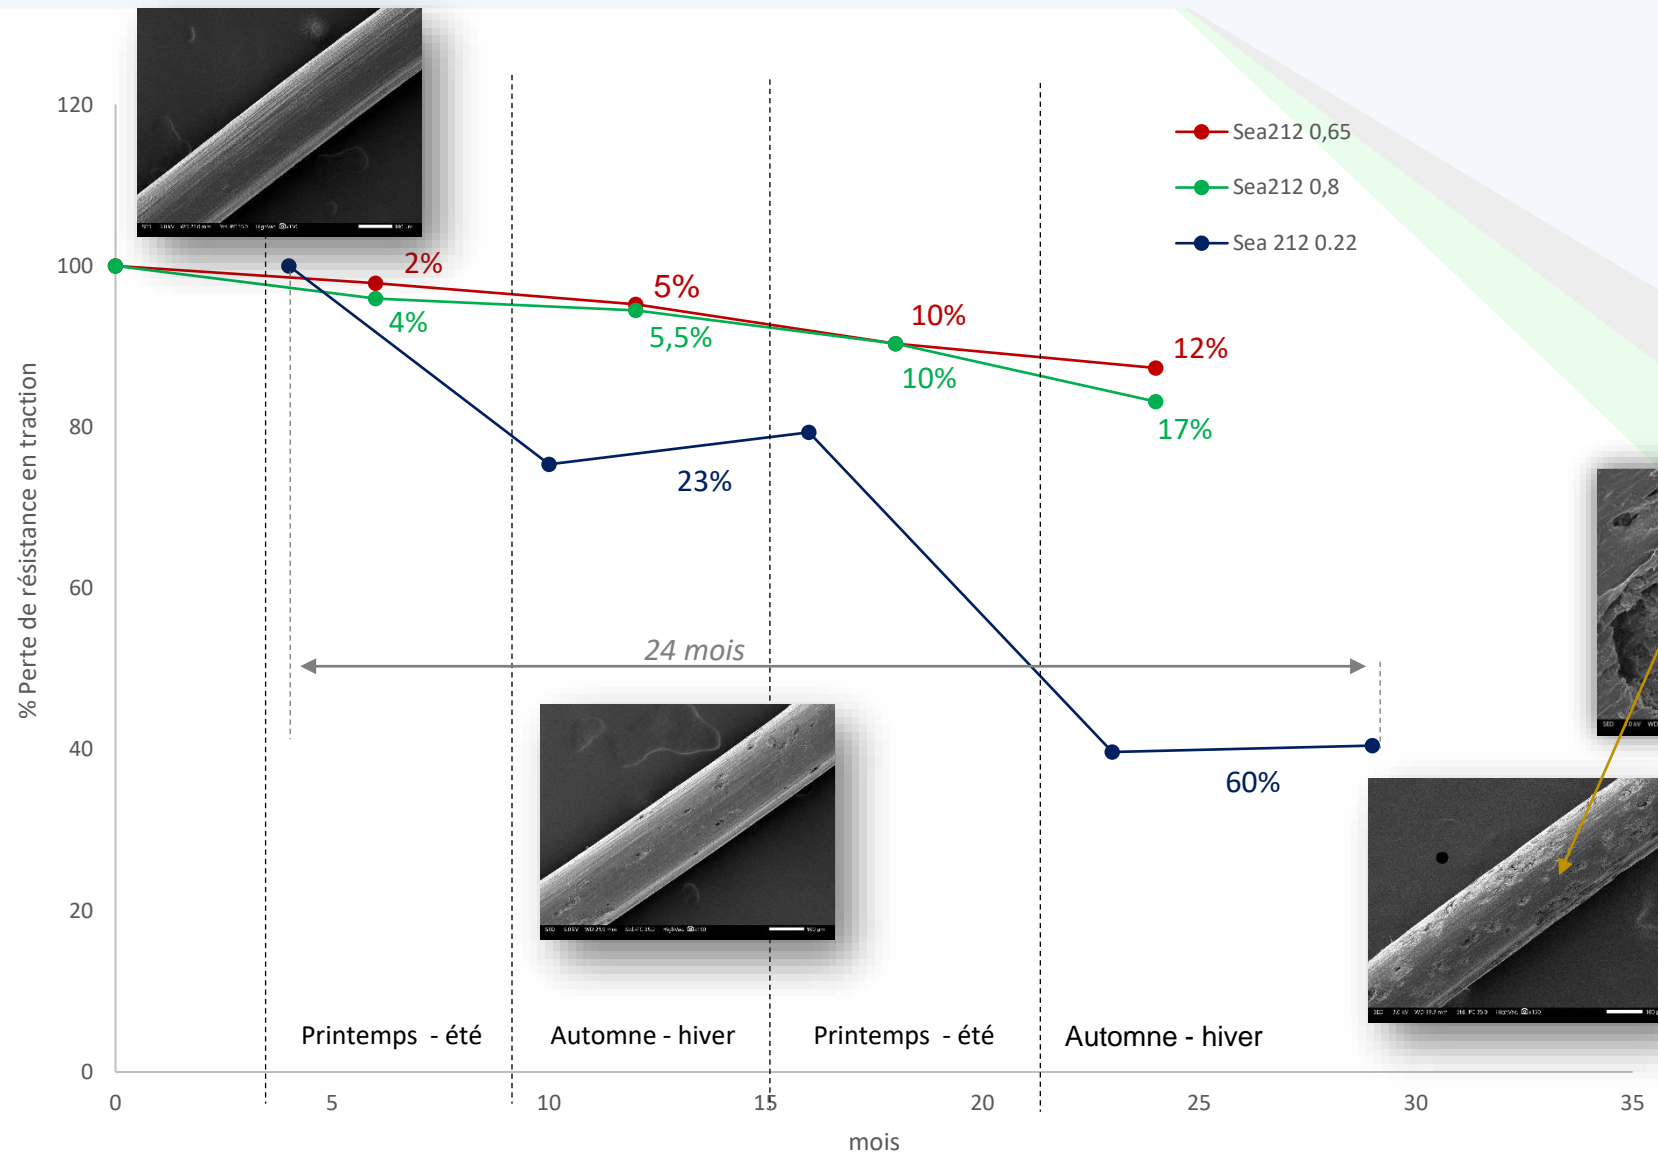 120
100
80
60
40
20
0
% Perte de résistance en traction
Sea212 0,65
Sea212 0,8
Sea 212 0.22
2%
4%
5%
5,5%
10%
10%
12%
17%
23%
24 mois
60%
Printemps - été
Automne - hiver
Printemps - été
Automne - hiver
0 5 10 15 20 25 30 35
mois